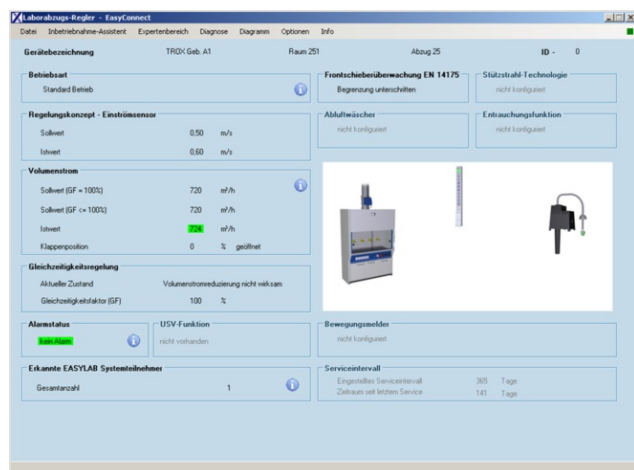 Laborabzugs-Regler - EasyConnect
Datei Inbetriebnahme-Assistent Expertenbereich Diagnose Diagramm Optionen Info
Gerätebezeichnung TROX Geb. A1 Raum 251 Abzug 25 ID - 0
Betriebsart
Standard Betrieb
Frontschieberüberwachung EN 14175
Begrenzung unterschritten
Stützstrahl-Technologie
nicht konfiguriert
Regelungskonzept - Einströmsensor
Sollwert 0,50 m/s
Istwert 0,60 m/s
Abluftwäscher
nicht konfiguriert
Entrauchungsfunktion
nicht konfiguriert
Volumenstrom
Sollwert (GF = 100%) 720 m³/h
Sollwert (GF <= 100%) 720 m³/h
Istwert 724 m³/h
Klappenposition 0 % geöffnet
Gleichzeitigkeitsregelung
Aktueller Zustand Volumenstromreduzierung nicht wirksam
Gleichzeitigkeitsfaktor (GF) 100 %
Alarmstatus
kein Alarm
USV-Funktion
nicht vorhanden
Bewegungsmelder
nicht konfiguriert
Erkannte EASYLAB Systemteilnehmer
Gesamtanzahl 1
Serviceintervall
Eingestelltes Serviceintervall 365 Tage
Zeitraum seit letztem Service 141 Tage